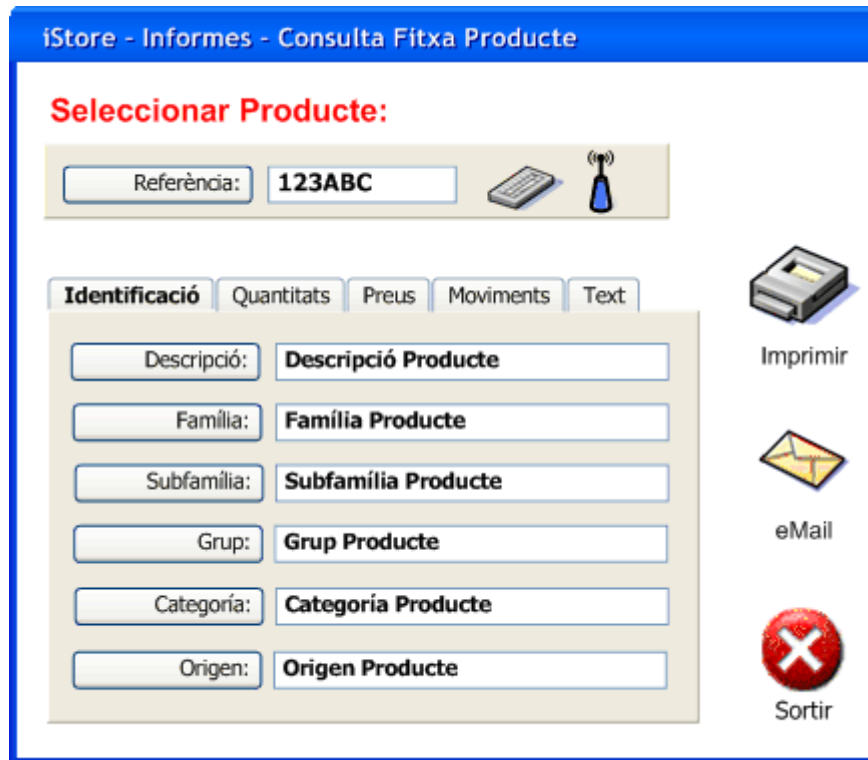 iStore - Informes - Consulta Fitxa Producte
Seleccionar Producte:
Referència: 123ABC
Identificació Quantitats Preus Moviments Text
Descripció: Descripció Producte
Família: Família Producte
Subfamília: Subfamília Producte
Grup: Grup Producte
Categoría: Categoría Producte
Origen: Origen Producte
Imprimir
eMail
Sortir